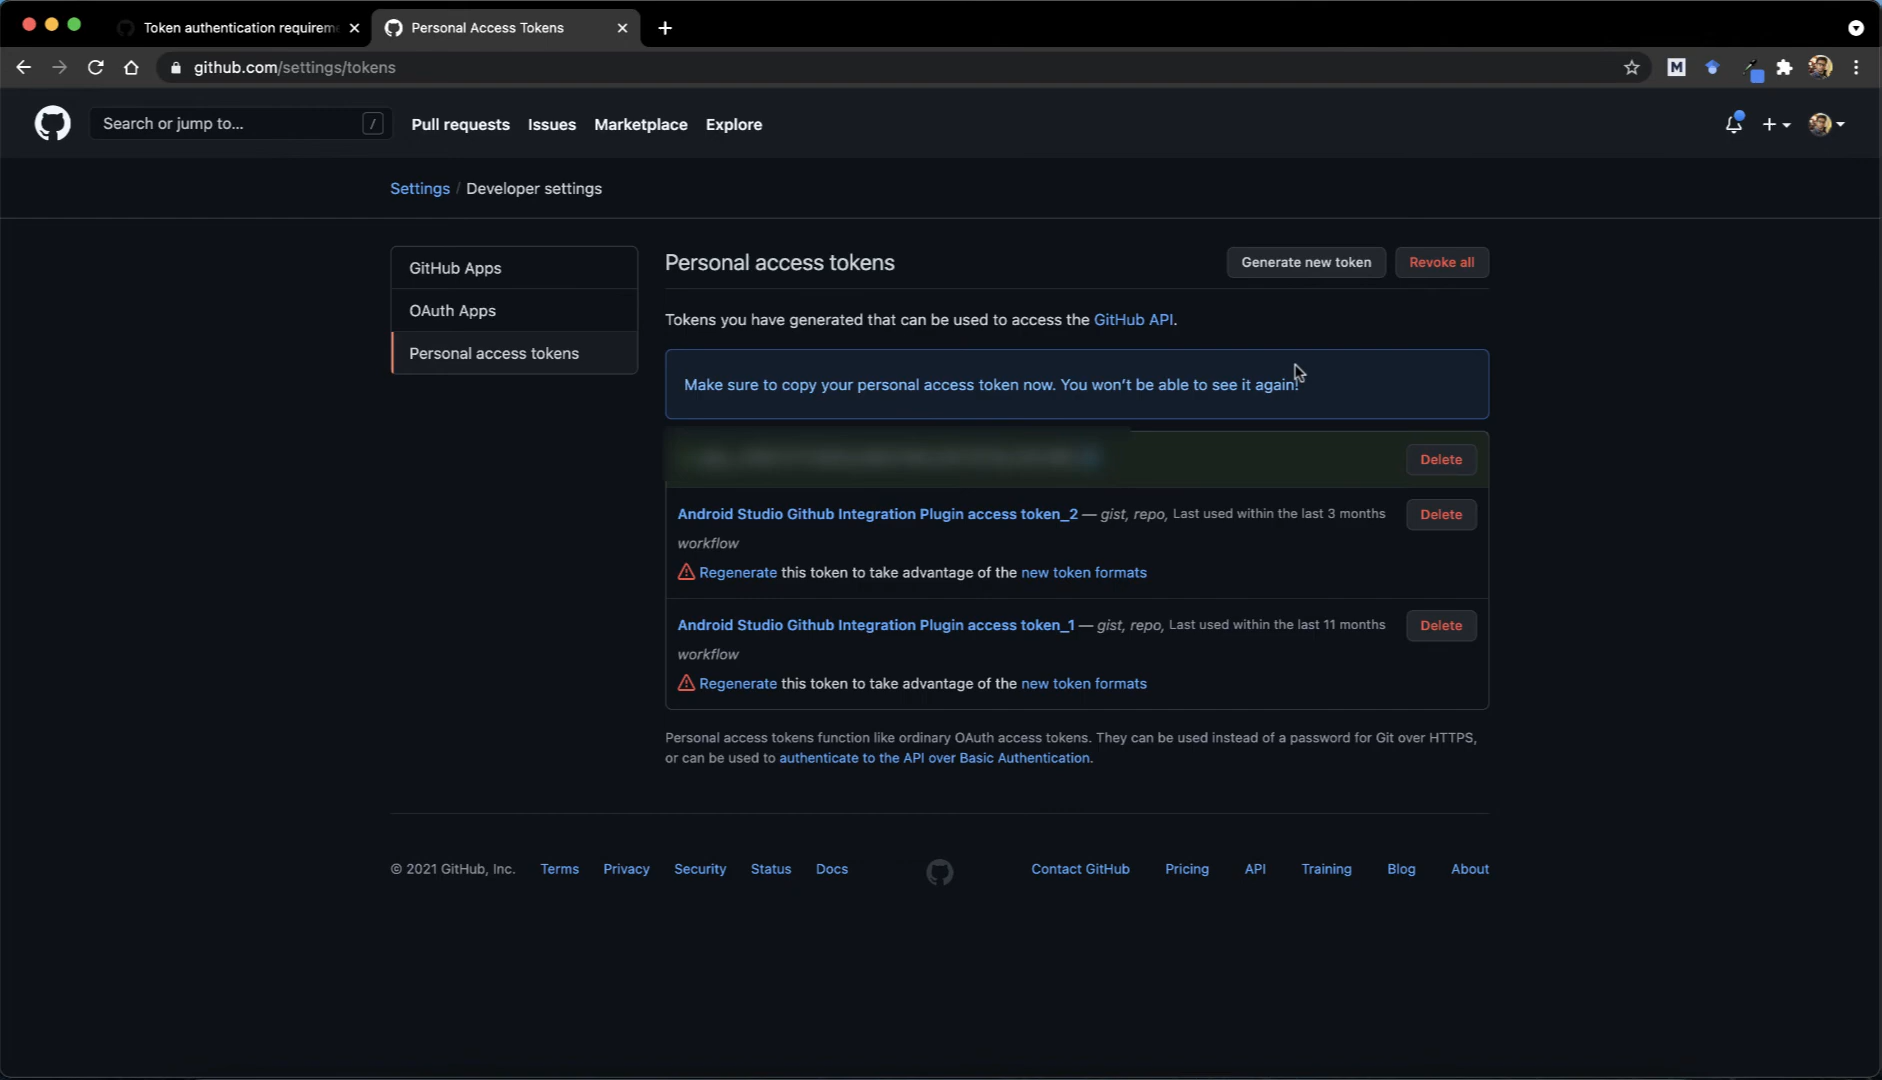 Token authentication requirem
Personal Access Tokens
github.com/settings/tokens
M
Search or jump to...
/
Pull requests
Issues
Marketplace
Explore
Settings / Developer settings
GitHub Apps
OAuth Apps
Personal access tokens
Personal access tokens
Generate new token
Revoke all
Tokens you have generated that can be used to access the GitHub API.
Make sure to copy your personal access token now. You won't be able to see it again!
Delete
Android Studio Github Integration Plugin access token_2 — gist, repo, Last used within the last 3 months
Delete
workflow
Regenerate this token to take advantage of the new token formats
Android Studio Github Integration Plugin access token_1 — gist, repo, Last used within the last 11 months
Delete
workflow
Regenerate this token to take advantage of the new token formats
Personal access tokens function like ordinary OAuth access tokens. They can be used instead of a password for Git over HTTPS,
or can be used to authenticate to the API over Basic Authentication.
© 2021 GitHub, Inc.
Terms
Privacy
Security
Status
Docs
Contact GitHub
Pricing
API
Training
Blog
About